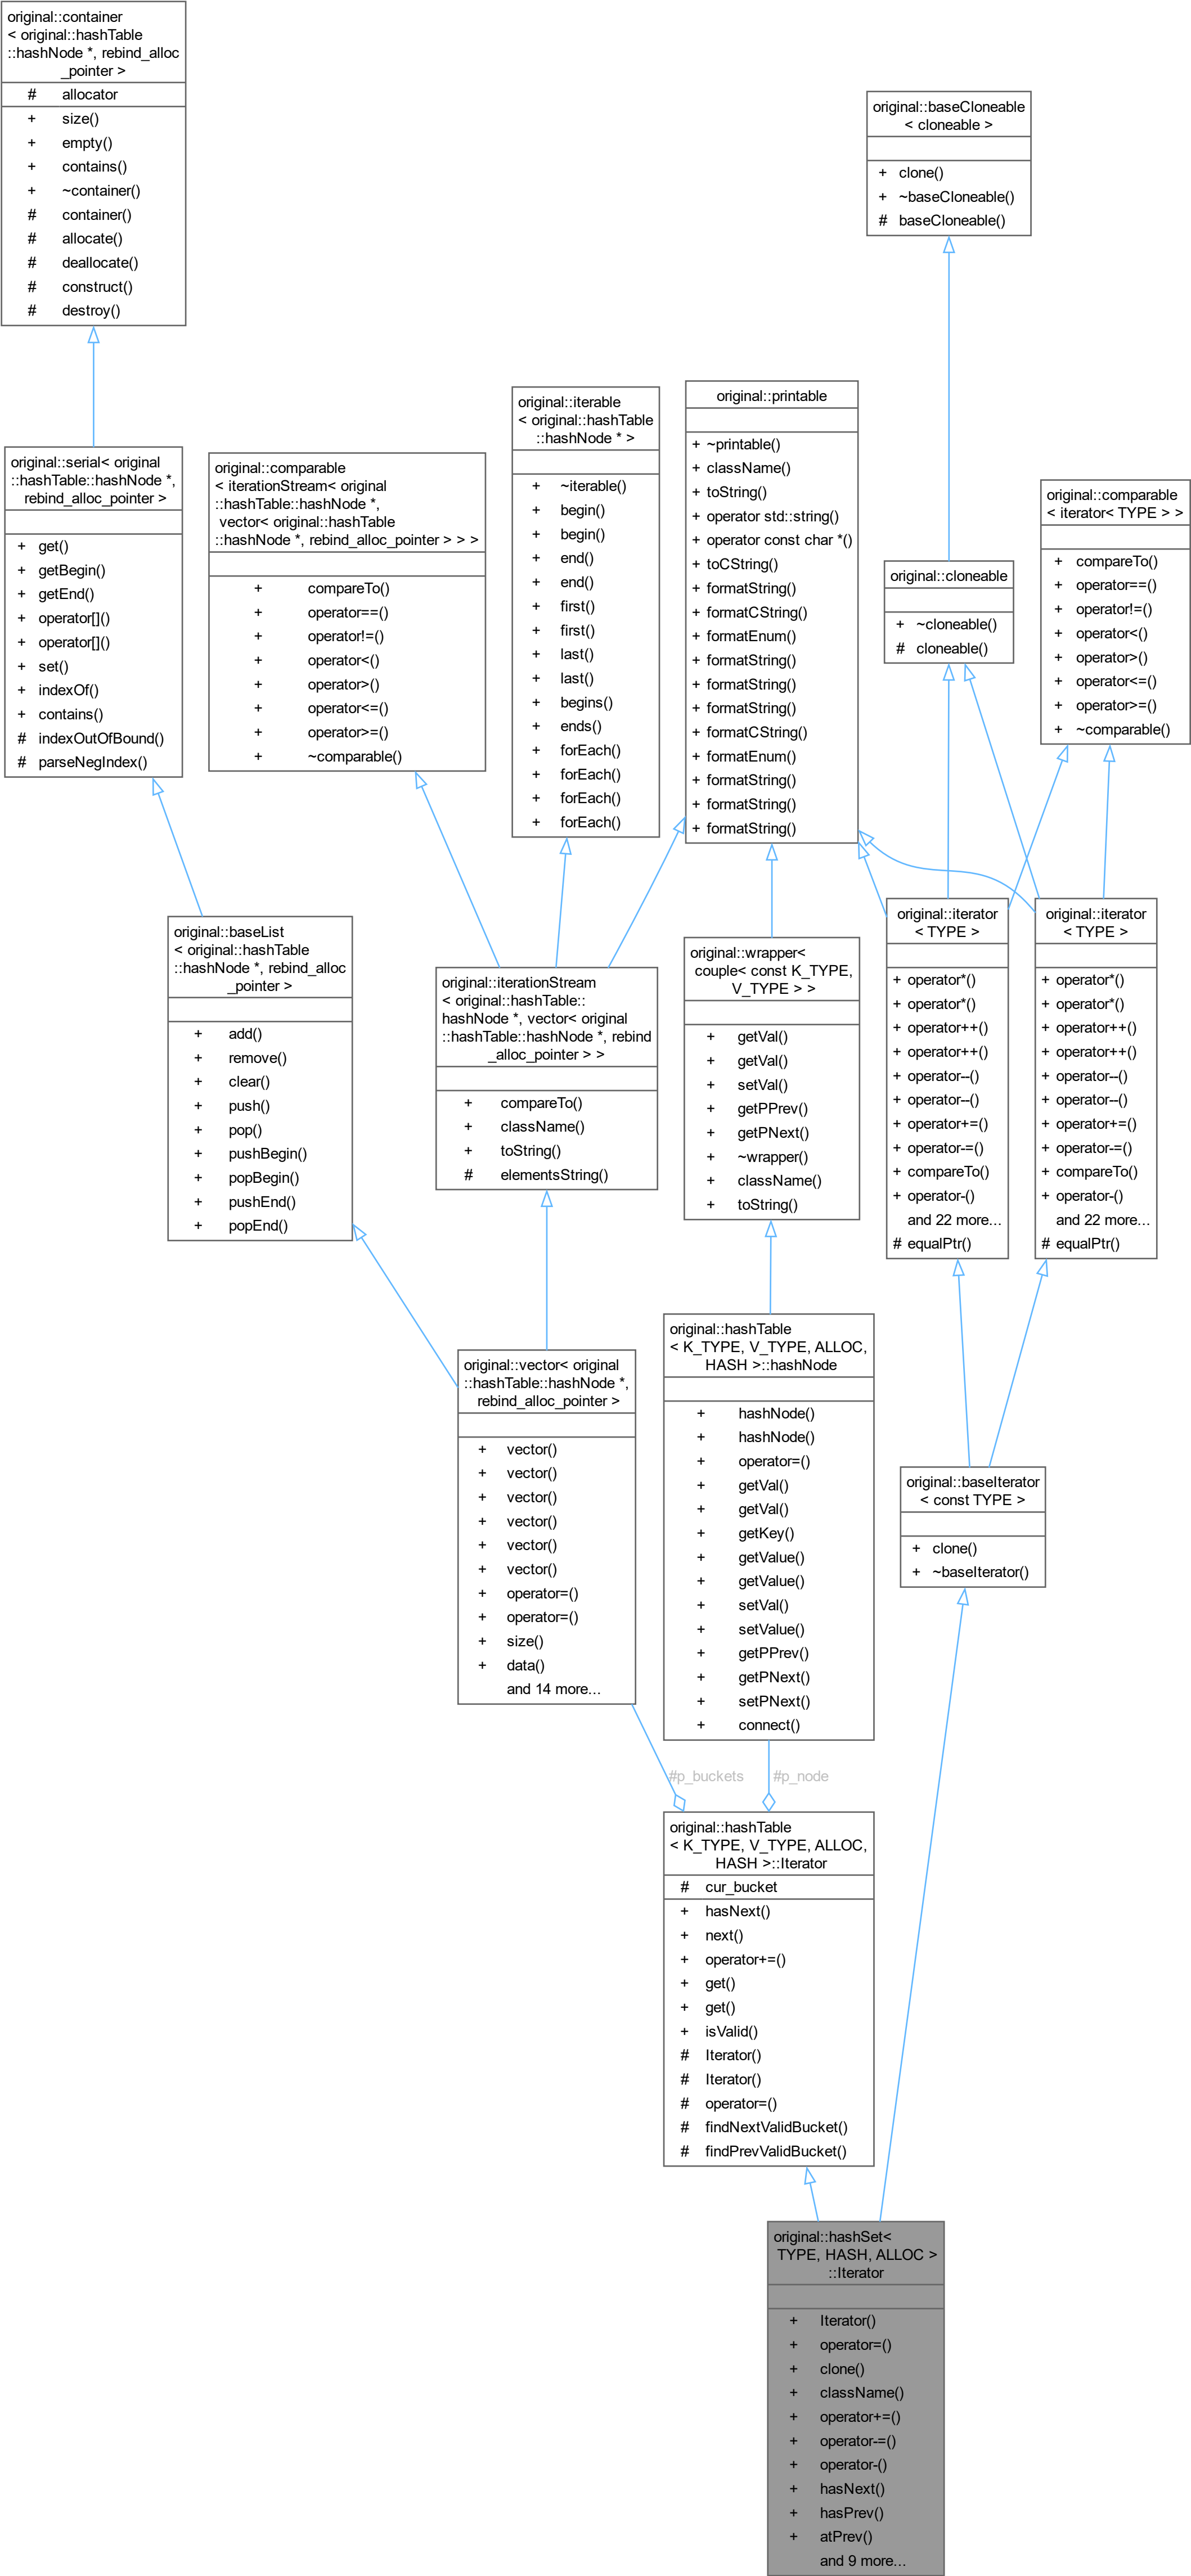 original::container
< original::hashTable
::hashNode *, rebind_alloc
_pointer >
# allocator
+ size()
+ empty()
+ contains()
+ ~container()
# container()
# allocate()
# deallocate()
# construct()
# destroy()
original::baseCloneable
< cloneable >
+ clone()
+ ~baseCloneable()
# baseCloneable()
original::serial< original
::hashTable::hashNode *,
rebind_alloc_pointer >
+ get()
+ getBegin()
+ getEnd()
+ operator[]()
+ operator[]()
+ set()
+ indexOf()
+ contains()
# indexOutOfBound()
# parseNegIndex()
original::comparable
< iterationStream< original
::hashTable::hashNode *,
vector< original::hashTable
::hashNode *, rebind_alloc_pointer > > >
+ compareTo()
+ operator==()
+ operator!=()
+ operator<()
+ operator>()
+ operator<=()
+ operator>=()
+ ~comparable()
original::iterable
< original::hashTable
::hashNode * >
+ ~iterable()
+ begin()
+ begin()
+ end()
+ end()
+ first()
+ first()
+ last()
+ last()
+ begins()
+ ends()
+ forEach()
+ forEach()
+ forEach()
+ forEach()
original::printable
+ ~printable()
+ className()
+ toString()
+ operator std::string()
+ operator const char *()
+ toCString()
+ formatString()
+ formatCString()
+ formatEnum()
+ formatString()
+ formatString()
+ formatString()
+ formatCString()
+ formatEnum()
+ formatString()
+ formatString()
+ formatString()
original::cloneable
+ ~cloneable()
# cloneable()
original::comparable
< iterator< TYPE > >
+ compareTo()
+ operator==()
+ operator!=()
+ operator<()
+ operator>()
+ operator<=()
+ operator>=()
+ ~comparable()
original::baseList
< original::hashTable
::hashNode *, rebind_alloc
_pointer >
+ add()
+ remove()
+ clear()
+ push()
+ pop()
+ pushBegin()
+ popBegin()
+ pushEnd()
+ popEnd()
original::iterationStream
< original::hashTable::
hashNode *, vector< original
::hashTable::hashNode *, rebind
_alloc_pointer > >
+ compareTo()
+ className()
+ toString()
# elementsString()
original::wrapper<
couple< const K_TYPE,
V_TYPE > >
+ getVal()
+ getVal()
+ setVal()
+ getPPrev()
+ getPNext()
+ ~wrapper()
+ className()
+ toString()
original::iterator
< TYPE >
+ operator*()
+ operator*()
+ operator++()
+ operator++()
+ operator--()
+ operator--()
+ operator+=()
+ operator-=()
+ compareTo()
+ operator-()
and 22 more...
# equalPtr()
original::iterator
< TYPE >
+ operator*()
+ operator*()
+ operator++()
+ operator++()
+ operator--()
+ operator--()
+ operator+=()
+ operator-=()
+ compareTo()
+ operator-()
and 22 more...
# equalPtr()
original::vector< original
::hashTable::hashNode *,
rebind_alloc_pointer >
+ vector()
+ vector()
+ vector()
+ vector()
+ vector()
+ vector()
+ operator=()
+ operator=()
+ size()
+ data()
and 14 more...
original::hashTable
< K_TYPE, V_TYPE, ALLOC,
HASH >::hashNode
+ hashNode()
+ hashNode()
+ operator=()
+ getVal()
+ getVal()
+ getKey()
+ getValue()
+ getValue()
+ setVal()
+ setValue()
+ getPPrev()
+ getPNext()
+ setPNext()
+ connect()
original::baseIterator
< const TYPE >
+ clone()
+ ~baseIterator()
#p_buckets
#p_node
original::hashTable
< K_TYPE, V_TYPE, ALLOC,
HASH >::Iterator
# cur_bucket
+ hasNext()
+ next()
+ operator+=()
+ get()
+ get()
+ isValid()
# Iterator()
# Iterator()
# operator=()
# findNextValidBucket()
# findPrevValidBucket()
original::hashSet<
TYPE, HASH, ALLOC >
::Iterator
+ Iterator()
+ operator=()
+ clone()
+ className()
+ operator+=()
+ operator-=()
+ operator-()
+ hasNext()
+ hasPrev()
+ atPrev()
and 9 more...